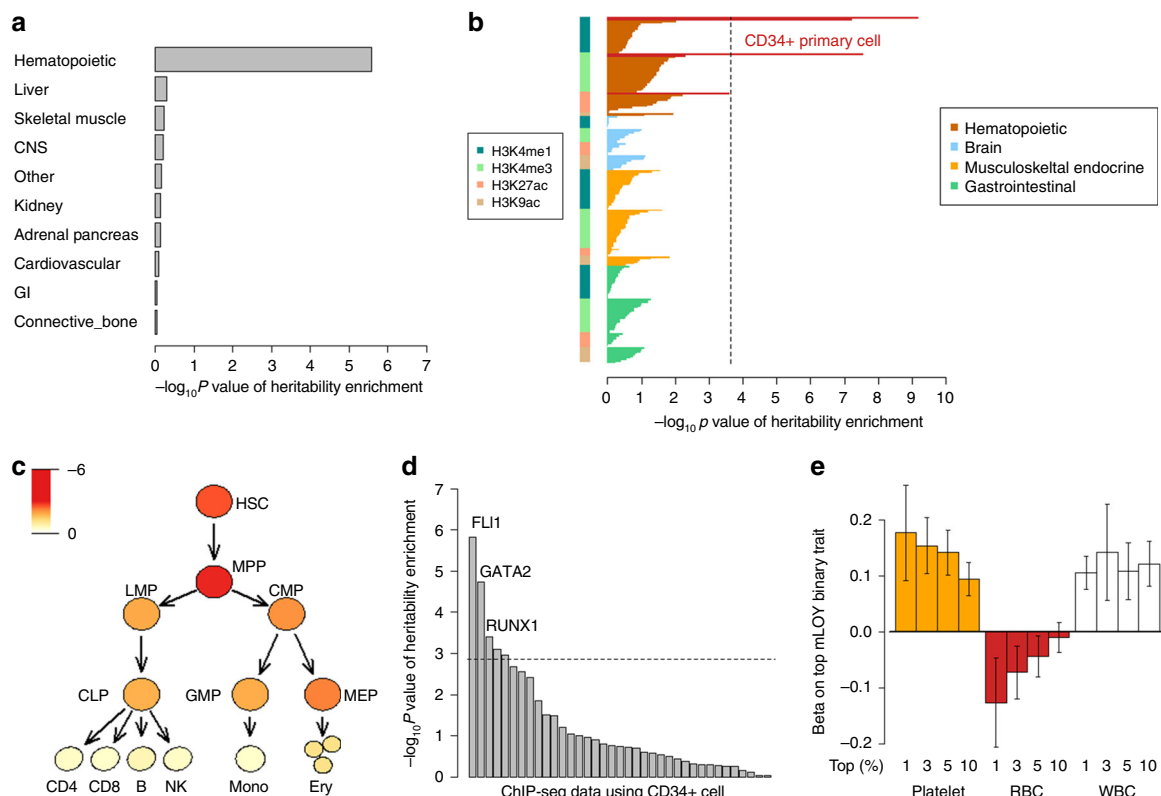 a
Hematopoietic
Liver
Skeletal muscle
CNS
Other
Kidney
Adrenal pancreas
Cardiovascular
GI
Connective_bone
0 1 2 3 4 5 6 7
–log10 P value of heritability enrichment
b
CD34+ primary cell
H3K4me1
H3K4me3
H3K27ac
H3K9ac
Hematopoietic
Brain
Musculoskeltal endocrine
Gastrointestinal
0 1 2 3 4 5 6 7 8 9 10
–log10 p value of heritability enrichment
c
–6
0
HSC
MPP
LMP
CMP
CLP
GMP
MEP
CD4 CD8 B NK Mono Ery
d
–log10 P value of heritability enrichment
7
6
5
4
3
2
1
0
FLI1
GATA2
RUNX1
ChIP-seq data using CD34+ cell
e
Beta on top mLOY binary trait
0.2
0.1
0.0
–0.1
–0.2
Top (%) 1 3 5 10 1 3 5 10 1 3 5 10
Platelet RBC WBC